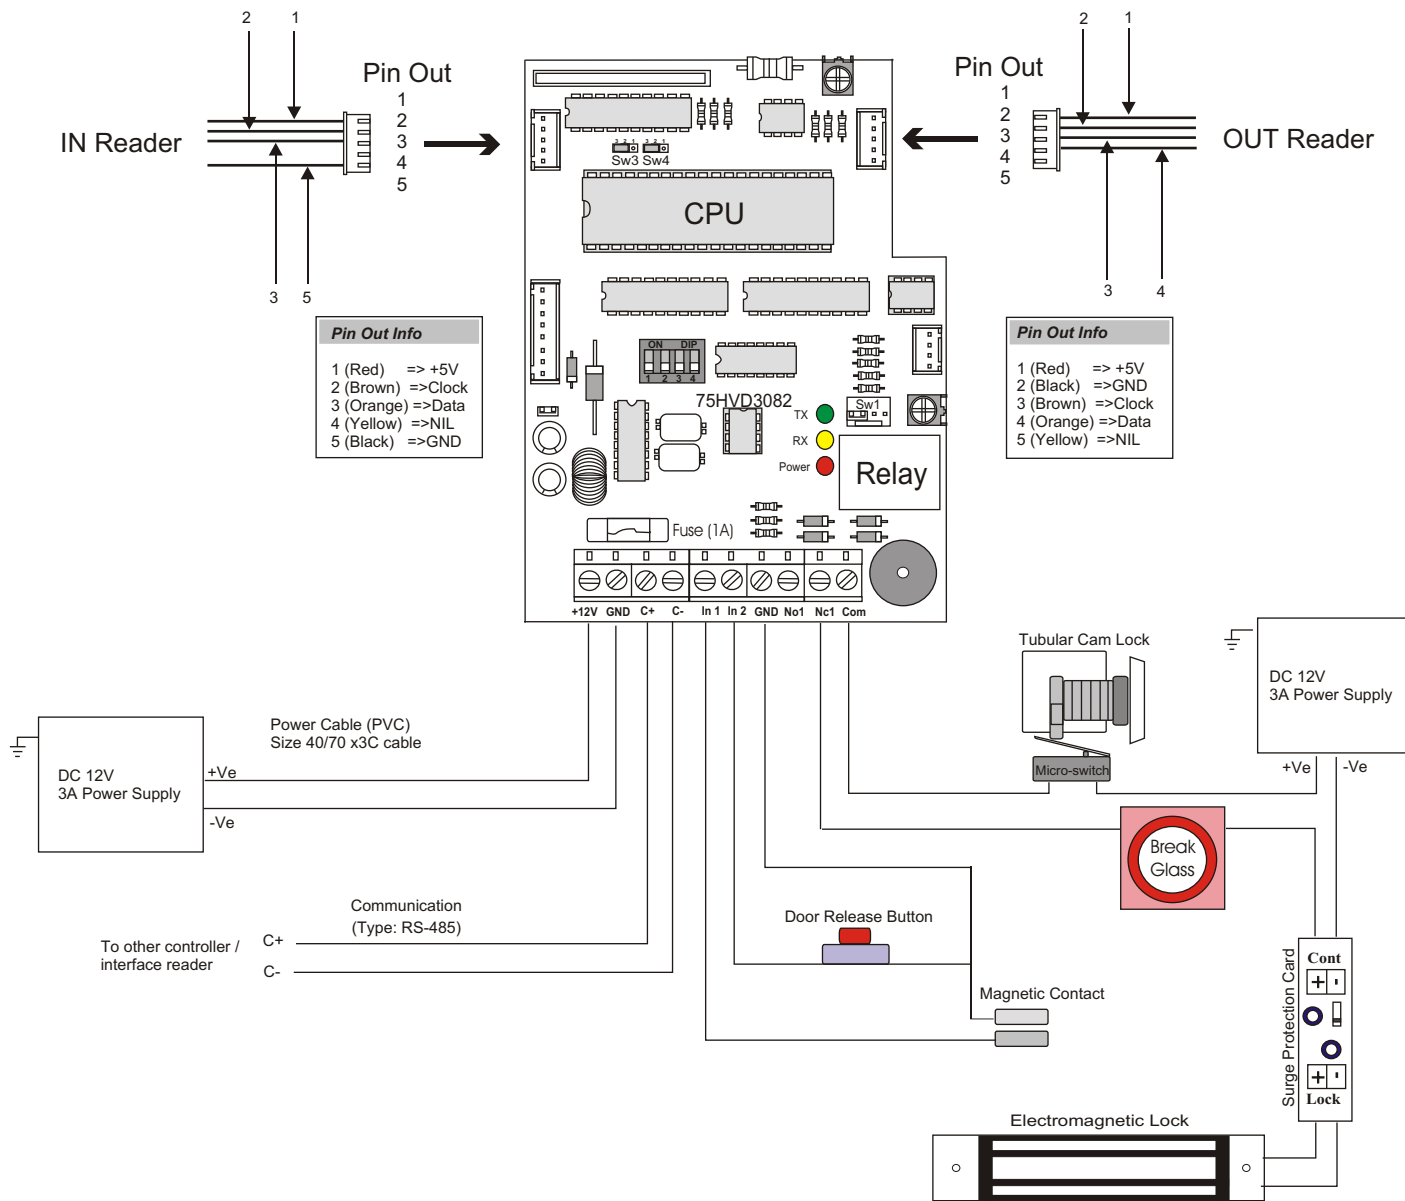 2 1
2 1
Pin Out
1
2
3
4
5
IN Reader
3 5
Pin Out
1
2
3
4
5
OUT Reader
3 4
3 2 1 3 2 1
Sw3 Sw4
CPU
Pin Out Info
1 (Red) => +5V
2 (Brown) =>Clock
3 (Orange) =>Data
4 (Yellow) =>NIL
5 (Black) =>GND
Pin Out Info
1 (Red) => +5V
2 (Black) =>GND
3 (Brown) =>Clock
4 (Orange) =>Data
5 (Yellow) =>NIL
ON DIP
1 2 3 4
75HVD3082
TX
RX
Power
Sw1
Relay
Fuse (1A)
+12V GND C+ C- In 1 In 2 GND No1 Nc1 Com
Tubular Cam Lock
Micro-switch
DC 12V
3A Power Supply
+Ve -Ve
Power Cable (PVC)
Size 40/70 x3C cable
DC 12V
3A Power Supply
+Ve
-Ve
Break
Glass
Communication
(Type: RS-485)
To other controller /
interface reader
C+
C-
Door Release Button
Magnetic Contact
Surge Protection Card
Cont
+ -
+ -
Lock
Electromagnetic Lock